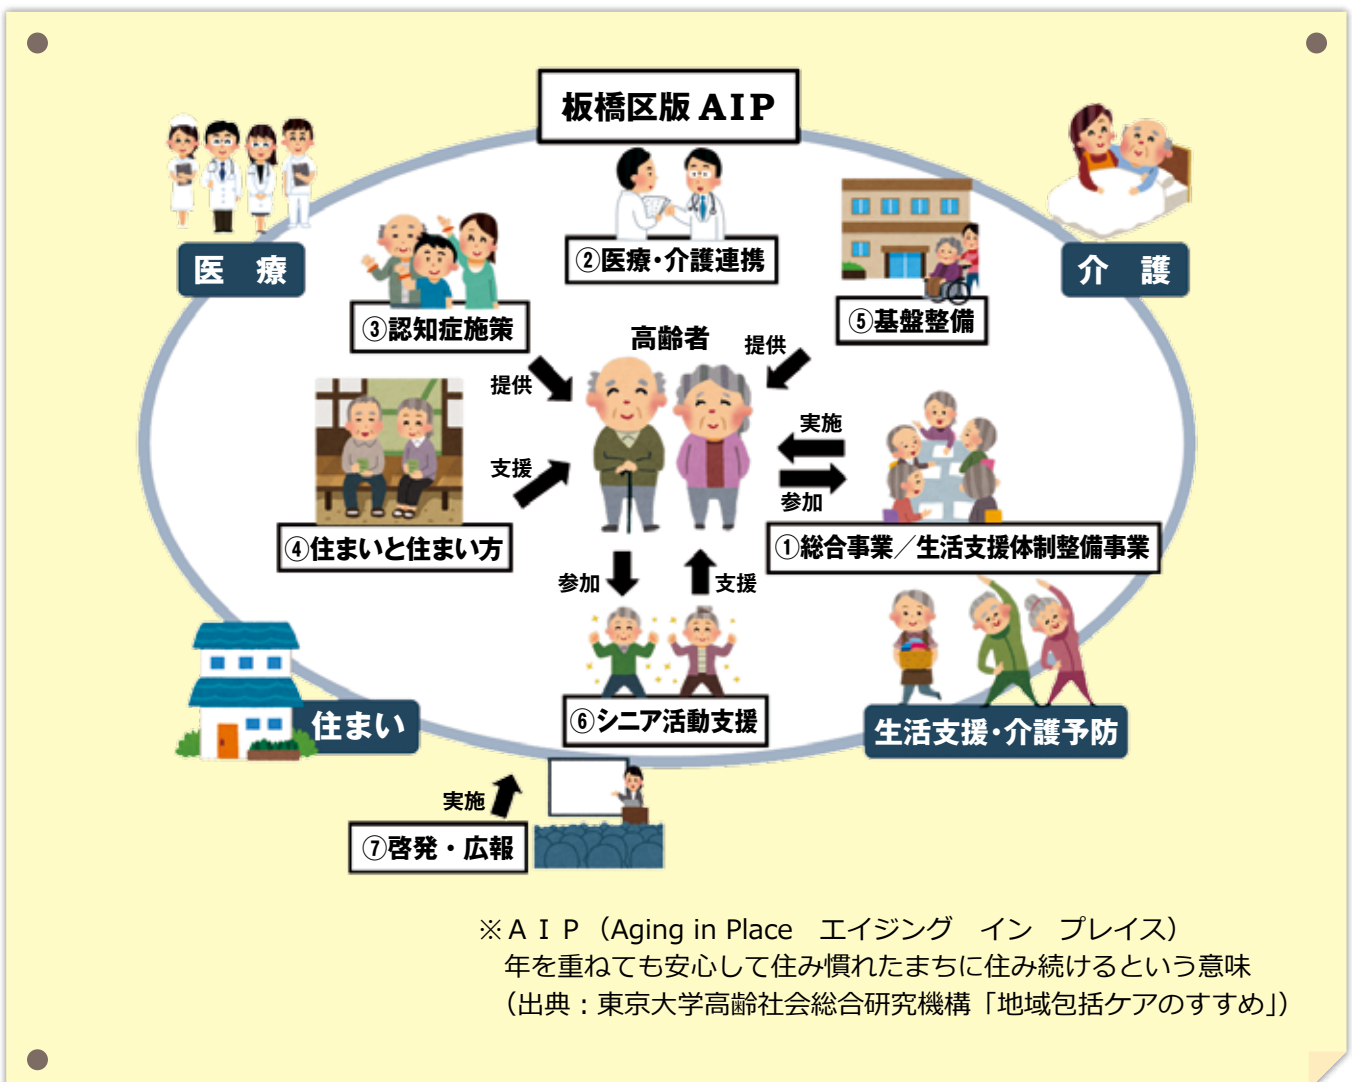 板橋区版 AIP
医 療
介 護
②医療・介護連携
③認知症施策
⑤基盤整備
高齢者
提供
提供
実施
参加
支援
④住まいと住まい方
①総合事業／生活支援体制整備事業
参加
支援
⑥シニア活動支援
住まい
生活支援・介護予防
実施
⑦啓発・広報
※ＡＩＰ（Aging in Place　エイジング　イン　プレイス）
年を重ねても安心して住み慣れたまちに住み続けるという意味
（出典：東京大学高齢社会総合研究機構「地域包括ケアのすすめ」）